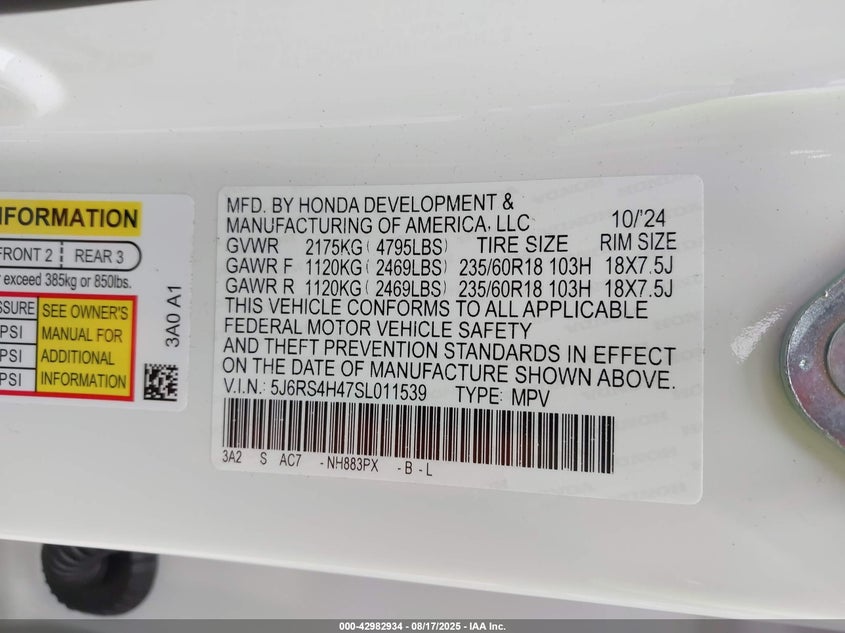 NFORMATION
FRONT 2 REAR 3
exceed 385kg or 850lbs.
SSURE SEE OWNER'S
PSI MANUAL FOR
PSI ADDITIONAL
PSI INFORMATION
3A0 A1
MFD. BY HONDA DEVELOPMENT &
MANUFACTURING OF AMERICA, LLC 10/'24
GVWR 2175KG ( 4795LBS) TIRE SIZE RIM SIZE
GAWR F 1120KG ( 2469LBS) 235/60R18 103H 18X7.5J
GAWR R 1120KG ( 2469LBS) 235/60R18 103H 18X7.5J
THIS VEHICLE CONFORMS TO ALL APPLICABLE
FEDERAL MOTOR VEHICLE SAFETY
AND THEFT PREVENTION STANDARDS IN EFFECT
ON THE DATE OF MANUFACTURE SHOWN ABOVE.
V.I.N.: 5J6RS4H47SL011539 TYPE: MPV
3A2 S AC7 -NH883PX -B-L
000-42982934 - 08/17/2025 - IAA Inc.